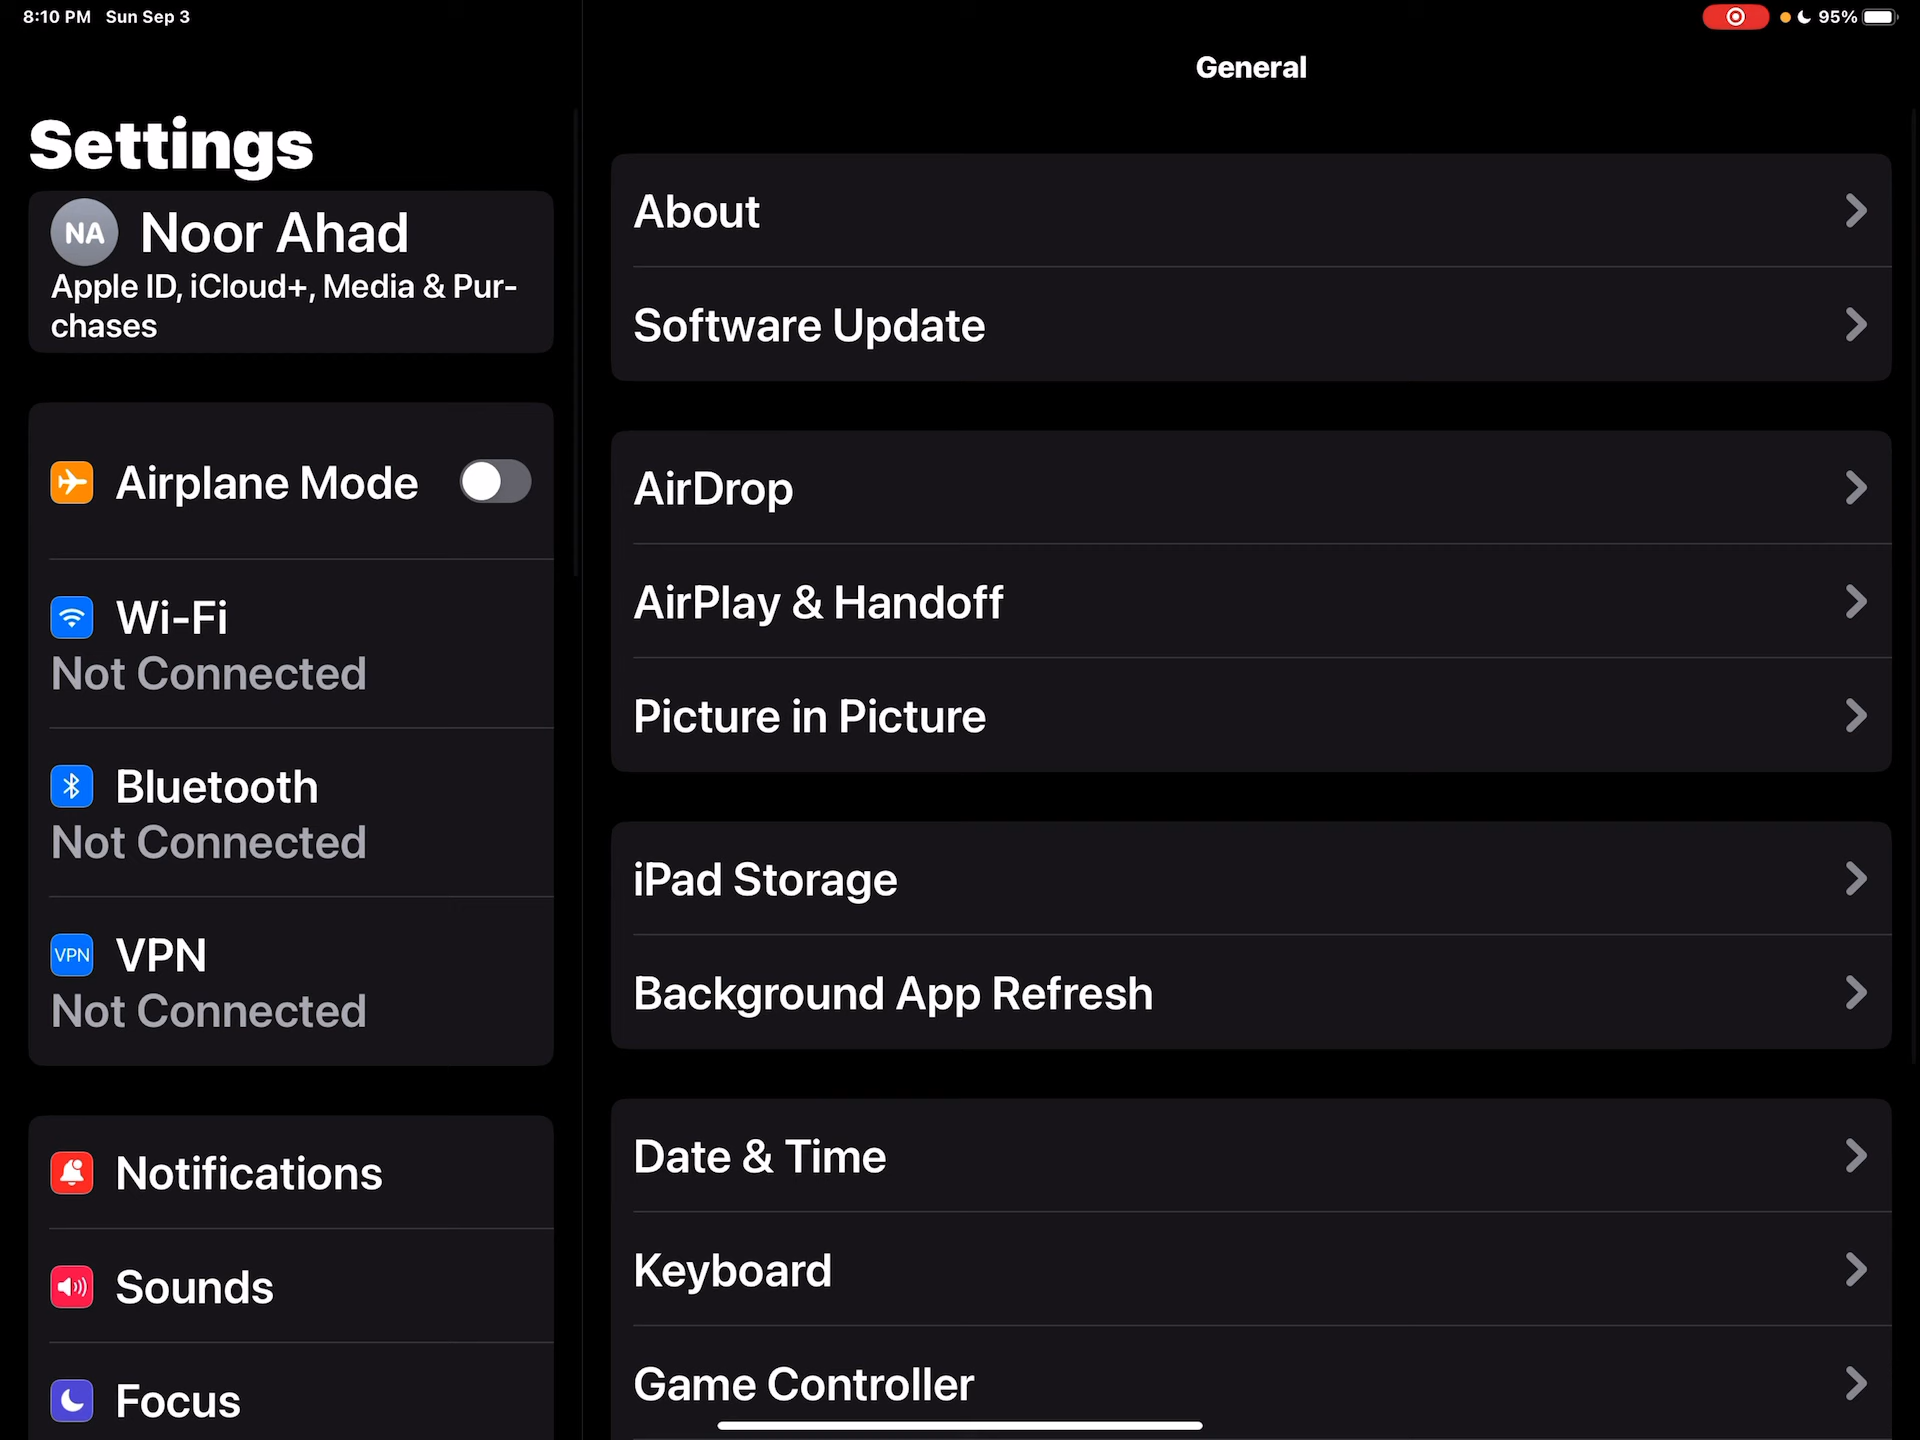 8:10 PM Sun Sep 3
95%
Settings
NA Noor Ahad
Apple ID, iCloud+, Media & Pur-
chases
Airplane Mode
Wi-Fi
Not Connected
Bluetooth
Not Connected
VPN VPN
Not Connected
Notifications
Sounds
Focus
General
About
Software Update
AirDrop
AirPlay & Handoff
Picture in Picture
iPad Storage
Background App Refresh
Date & Time
Keyboard
Game Controller